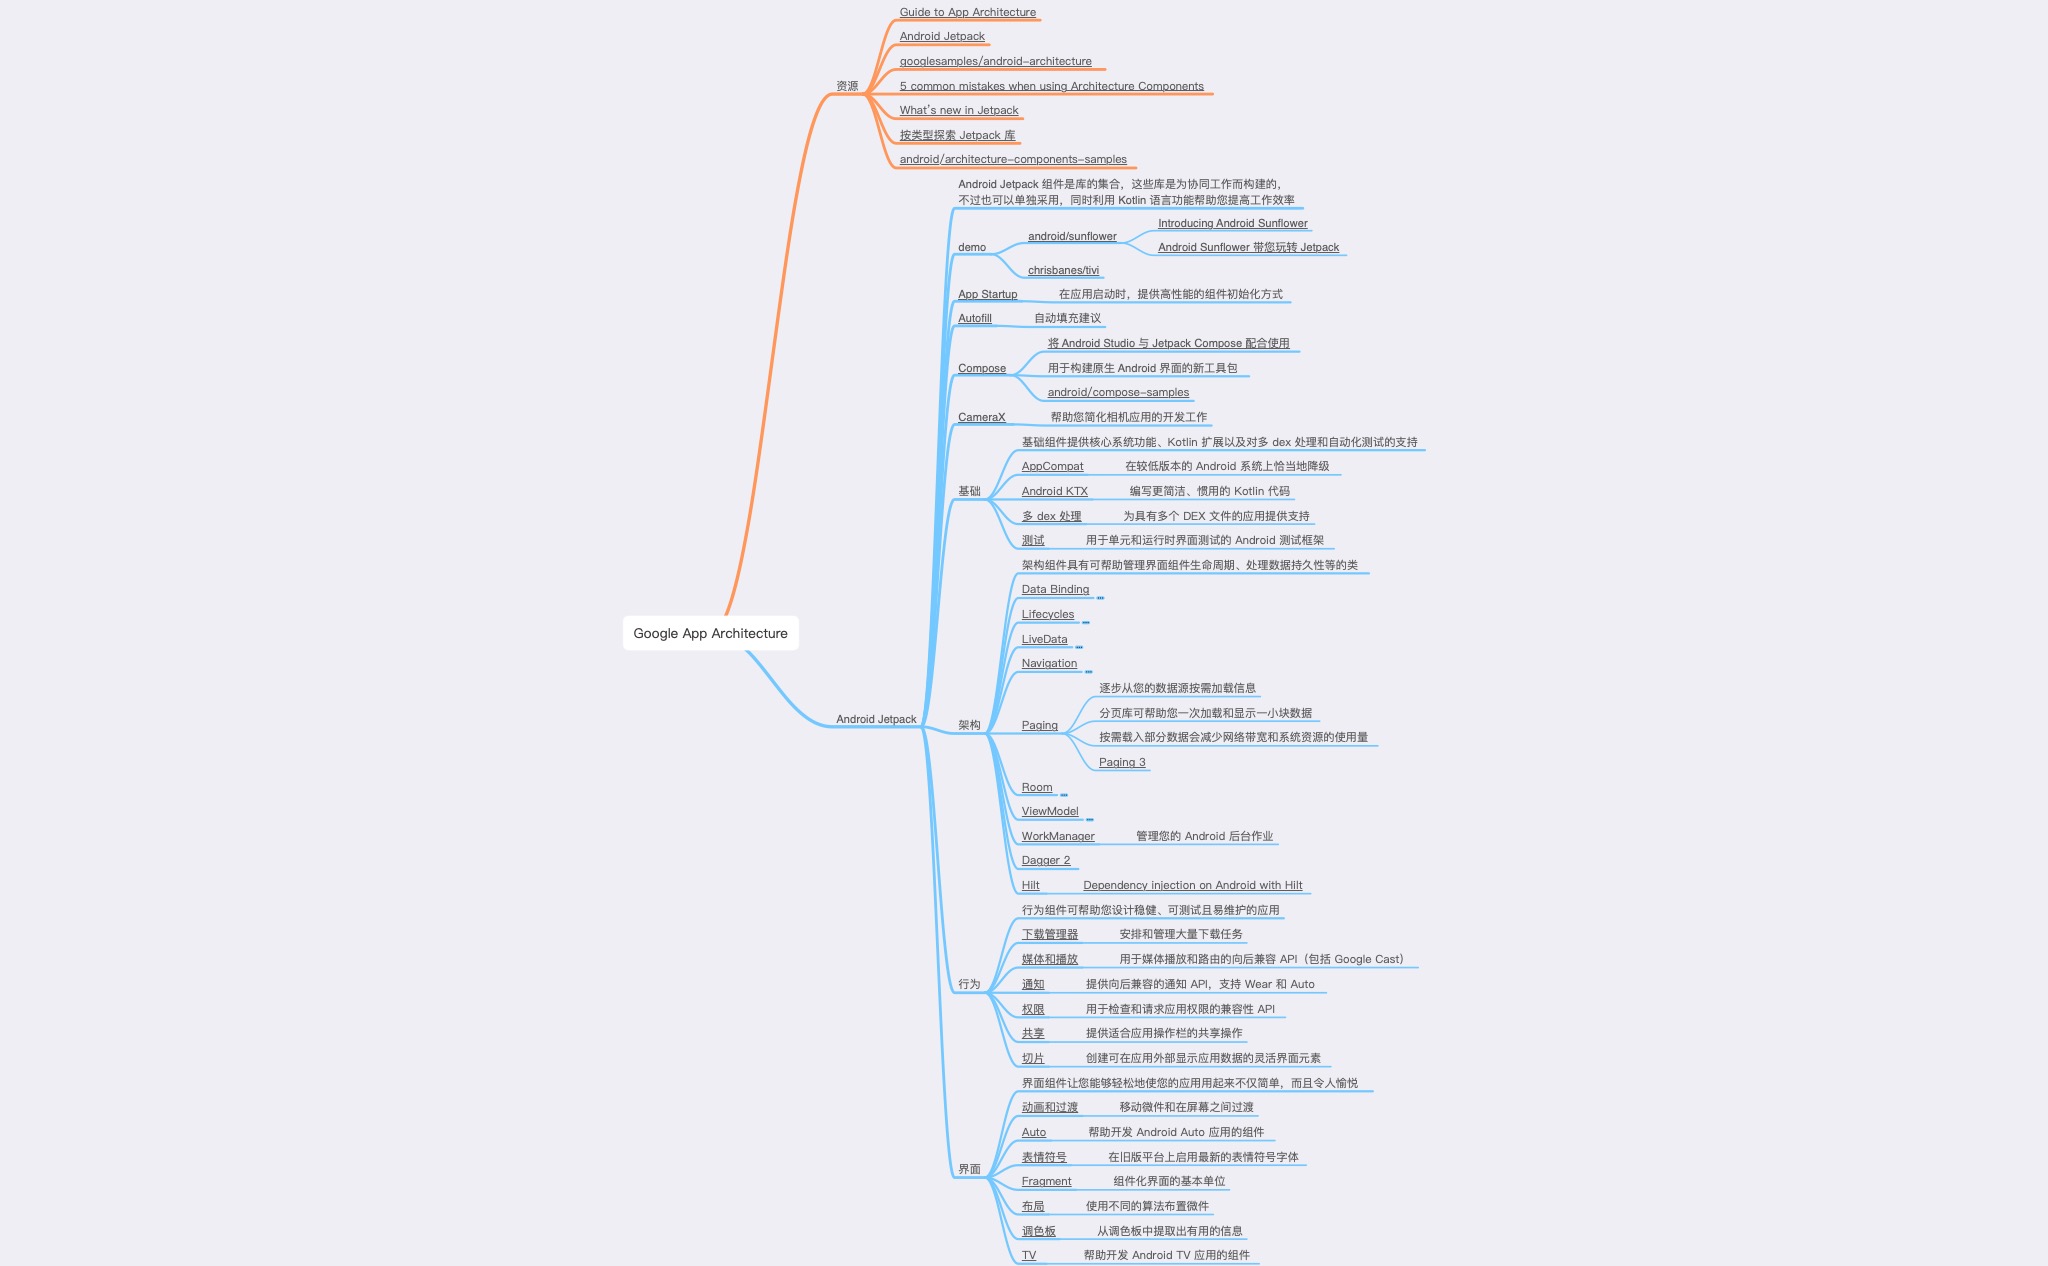 Guide to App Architecture
Android Jetpack
googlesamples/android-architecture
资源
5 common mistakes when using Architecture Components
What's new in Jetpack
按类型探索 Jetpack 库
android/architecture-components-samples
Android Jetpack 组件是库的集合，这些库是为协同工作而构建的，
不过也可以单独采用，同时利用 Kotlin 语言功能帮助您提高工作效率
demo
android/sunflower
Introducing Android Sunflower
Android Sunflower 带您玩转 Jetpack
chrisbanes/tivi
App Startup 在应用启动时，提供高性能的组件初始化方式
Autofill 自动填充建议
Compose
将 Android Studio 与 Jetpack Compose 配合使用
用于构建原生 Android 界面的新工具包
android/compose-samples
CameraX 帮助您简化相机应用的开发工作
基础
基础组件提供核心系统功能、Kotlin 扩展以及对多 dex 处理和自动化测试的支持
AppCompat 在较低版本的 Android 系统上恰当地降级
Android KTX 编写更简洁、惯用的 Kotlin 代码
多 dex 处理 为具有多个 DEX 文件的应用提供支持
测试 用于单元和运行时界面测试的 Android 测试框架
Google App Architecture
Android Jetpack
架构
架构组件具有可帮助管理界面组件生命周期、处理数据持久性等的类
Data Binding
Lifecycles
LiveData
Navigation
Paging
逐步从您的数据源按需加载信息
分页库可帮助您一次加载和显示一小块数据
按需载入部分数据会减少网络带宽和系统资源的使用量
Paging 3
Room
ViewModel
WorkManager 管理您的 Android 后台作业
Dagger 2
Hilt Dependency injection on Android with Hilt
行为
行为组件可帮助您设计稳健、可测试且易维护的应用
下载管理器 安排和管理大量下载任务
媒体和播放 用于媒体播放和路由的向后兼容 API（包括 Google Cast）
通知 提供向后兼容的通知 API，支持 Wear 和 Auto
权限 用于检查和请求应用权限的兼容性 API
共享 提供适合应用操作栏的共享操作
切片 创建可在应用外部显示应用数据的灵活界面元素
界面
界面组件让您能够轻松地使您的应用用起来不仅简单，而且令人愉悦
动画和过渡 移动微件和在屏幕之间过渡
Auto 帮助开发 Android Auto 应用的组件
表情符号 在旧版平台上启用最新的表情符号字体
Fragment 组件化界面的基本单位
布局 使用不同的算法布置微件
调色板 从调色板中提取出有用的信息
TV 帮助开发 Android TV 应用的组件